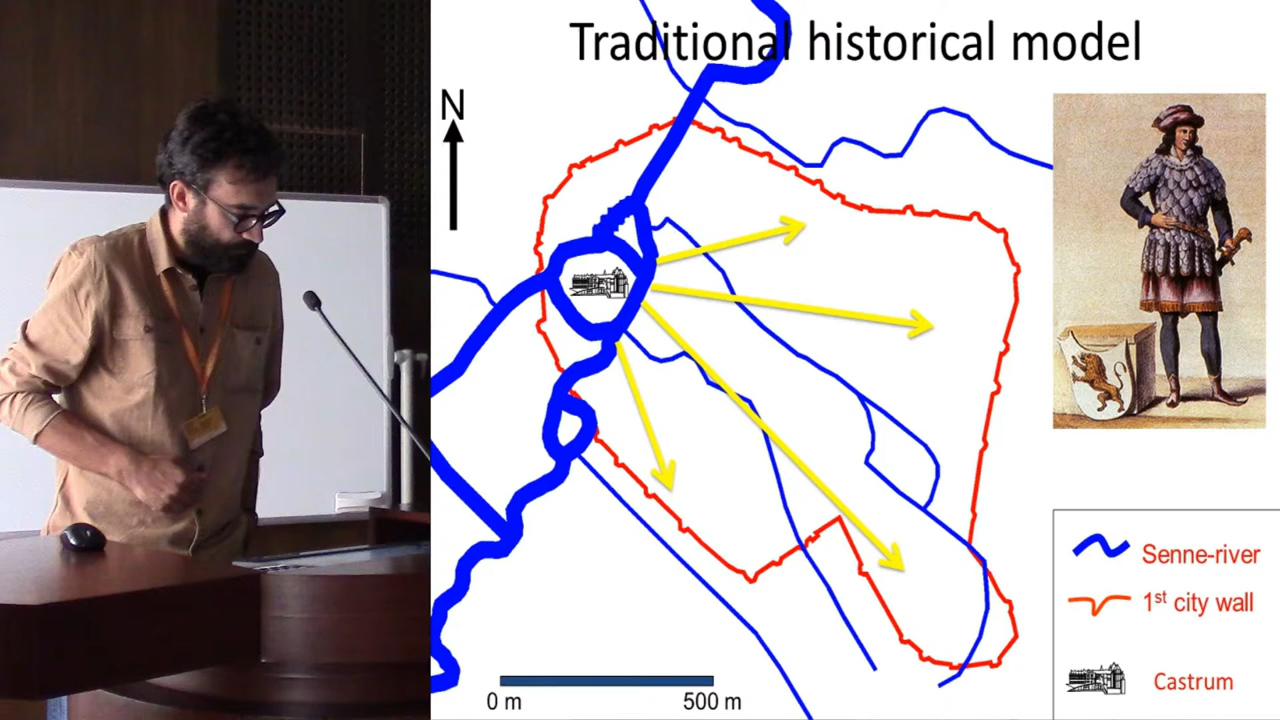 Traditional historical model
N
Senne-river
1st city wall
Castrum
0 m
500 m